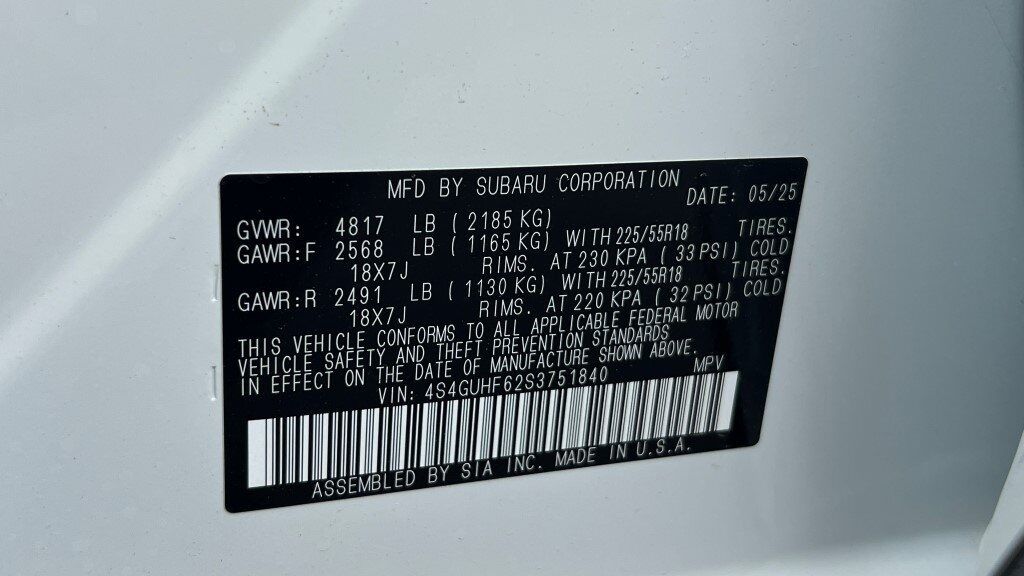 MFD BY SUBARU CORPORATION DATE: 05/25
GVWR: 4817 LB ( 2185 KG)
GAWR:F 2568 LB ( 1165 KG) WITH 225/55R18 TIRES.
18X7J RIMS. AT 230 KPA ( 33 PSI) COLD
GAWR:R 2491 LB ( 1130 KG) WITH 225/55R18 TIRES.
18X7J RIMS. AT 220 KPA ( 32 PSI) COLD
THIS VEHICLE CONFORMS TO ALL APPLICABLE FEDERAL MOTOR
VEHICLE SAFETY AND THEFT PREVENTION STANDARDS
IN EFFECT ON THE DATE OF MANUFACTURE SHOWN ABOVE.
VIN: 4S4GUHF62S3751840 MPV
ASSEMBLED BY SIA INC. MADE IN U.S.A.